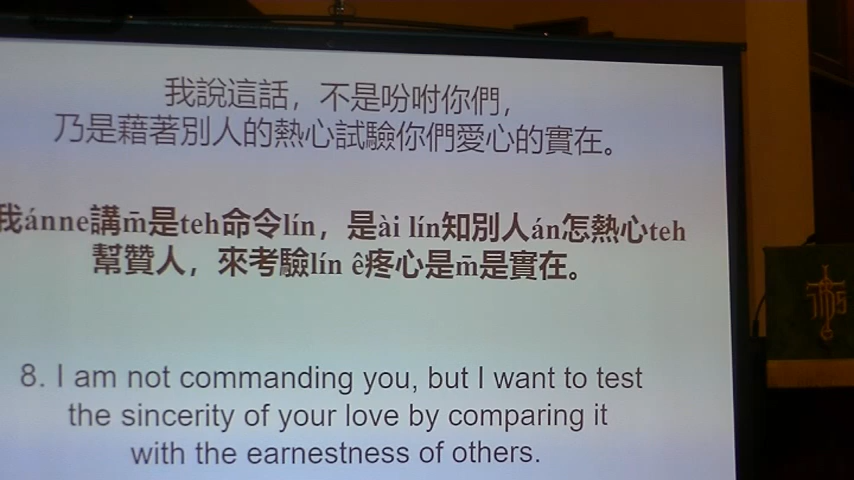 我說這話，不是吩咐你們，
乃是藉著別人的熱心試驗你們愛心的實在。
我ánne講m̄是teh命令lín，是ài lín知別人án怎熱心teh
幫贊人，來考驗lín ê疼心是m̄是實在。
8. I am not commanding you, but I want to test
the sincerity of your love by comparing it
with the earnestness of others.
IHS